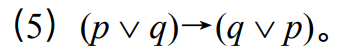 (5) (p ∨ q)→(q ∨ p)。